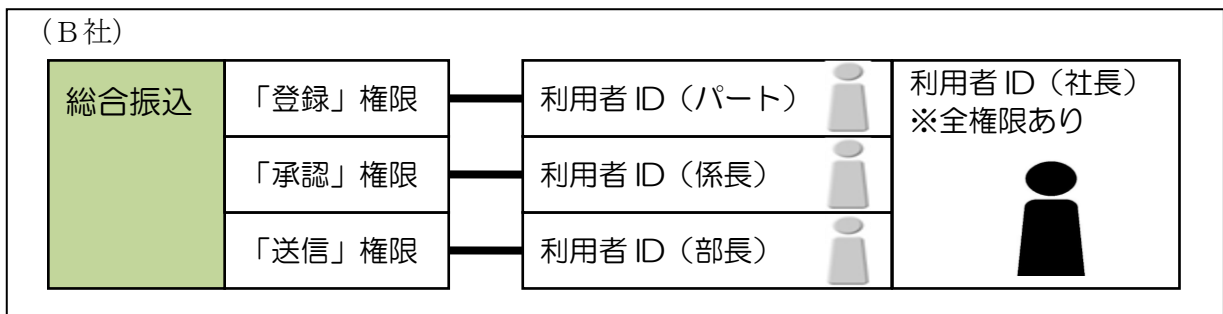 （Ｂ社）
総合振込
「登録」権限
利用者ID（パート）
利用者ID（社長）
※全権限あり
「承認」権限
利用者ID（係長）
「送信」権限
利用者ID（部長）